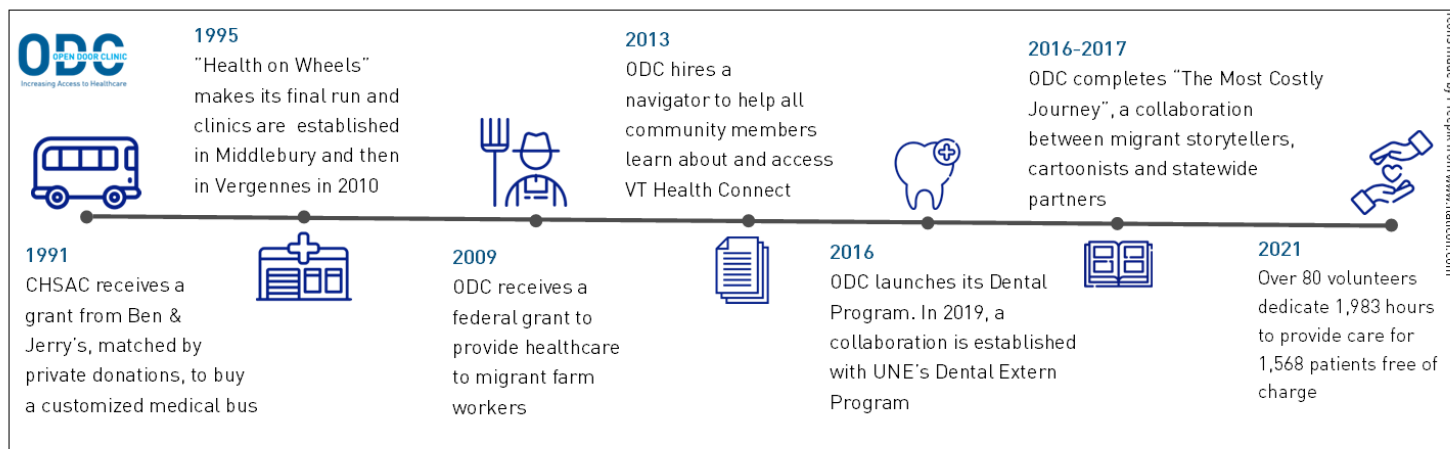 ODC
OPEN DOOR CLINIC
Increasing Access to Healthcare
1991
CHSAC receives a
grant from Ben &
Jerry's, matched by
private donations, to buy
a customized medical bus
1995
"Health on Wheels"
makes its final run and
clinics are established
in Middlebury and then
in Vergennes in 2010
2009
ODC receives a
federal grant to
provide healthcare
to migrant farm
workers
2013
ODC hires a
navigator to help all
community members
learn about and access
VT Health Connect
2016
ODC launches its Dental
Program. In 2019, a
collaboration is established
with UNE's Dental Extern
Program
2016-2017
ODC completes "The Most Costly
Journey", a collaboration
between migrant storytellers,
cartoonists and statewide
partners
2021
Over 80 volunteers
dedicate 1,983 hours
to provide care for
1,568 patients free of
charge